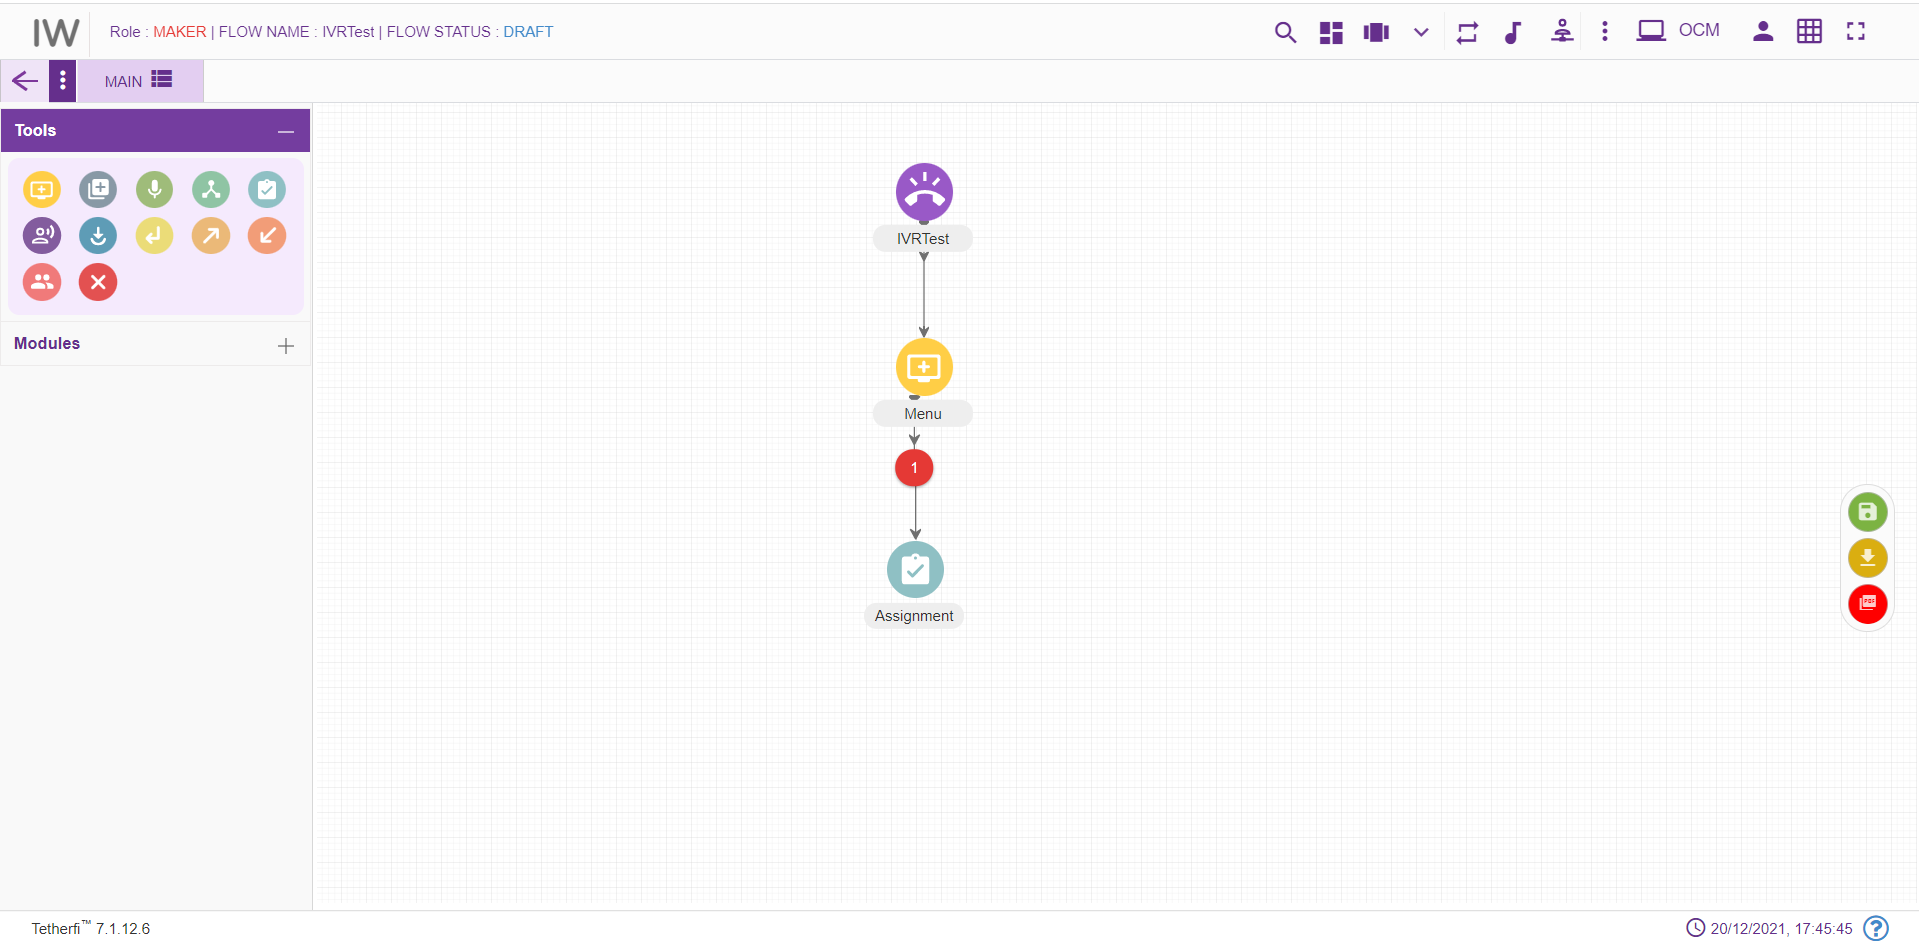 IW
Role : MAKER | FLOW NAME : IVRTest | FLOW STATUS : DRAFT
OCM
MAIN
Tools
Modules
IVRTest
Menu
1
Assignment
PDF
Tetherfi™ 7.1.12.6
20/12/2021, 17:45:45
?